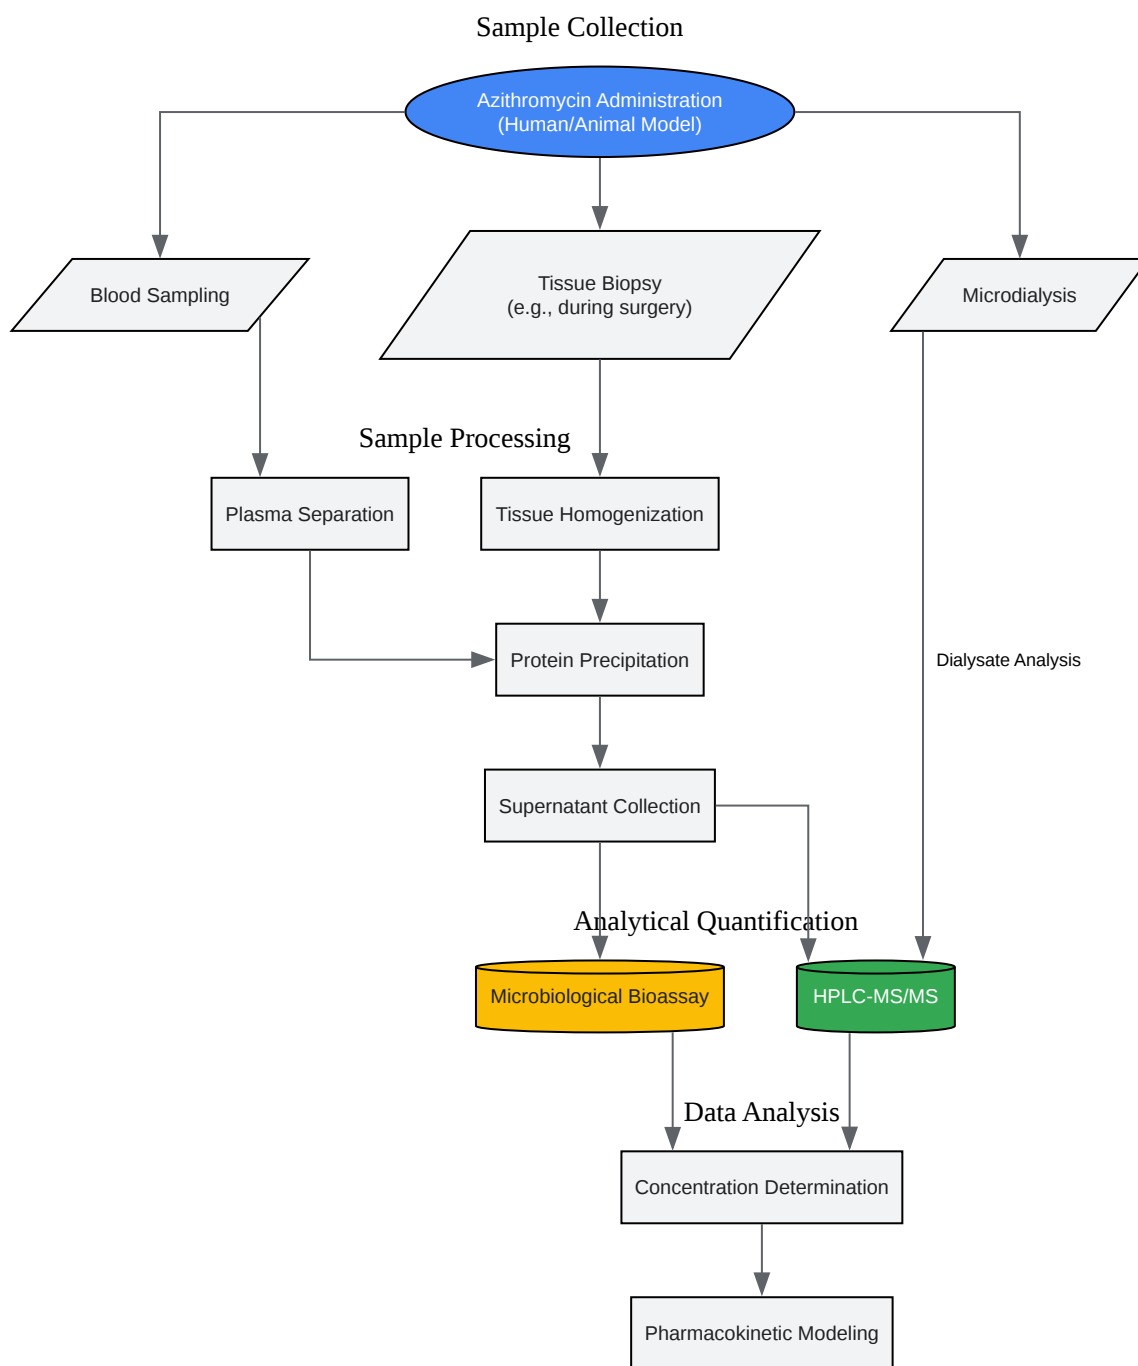 Sample Collection
Azithromycin Administration
(Human/Animal Model)
Blood Sampling
Tissue Biopsy
(e.g., during surgery)
Microdialysis
Sample Processing
Plasma Separation
Tissue Homogenization
Protein Precipitation
Dialysate Analysis
Supernatant Collection
Analytical Quantification
Microbiological Bioassay
HPLC-MS/MS
Data Analysis
Concentration Determination
Pharmacokinetic Modeling